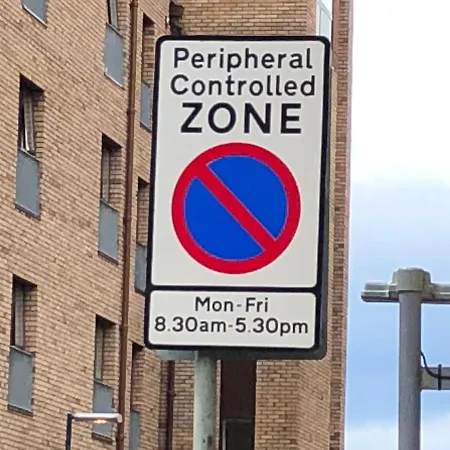 Peripheral
Controlled
ZONE
Mon-Fri
8.30am-5.30pm